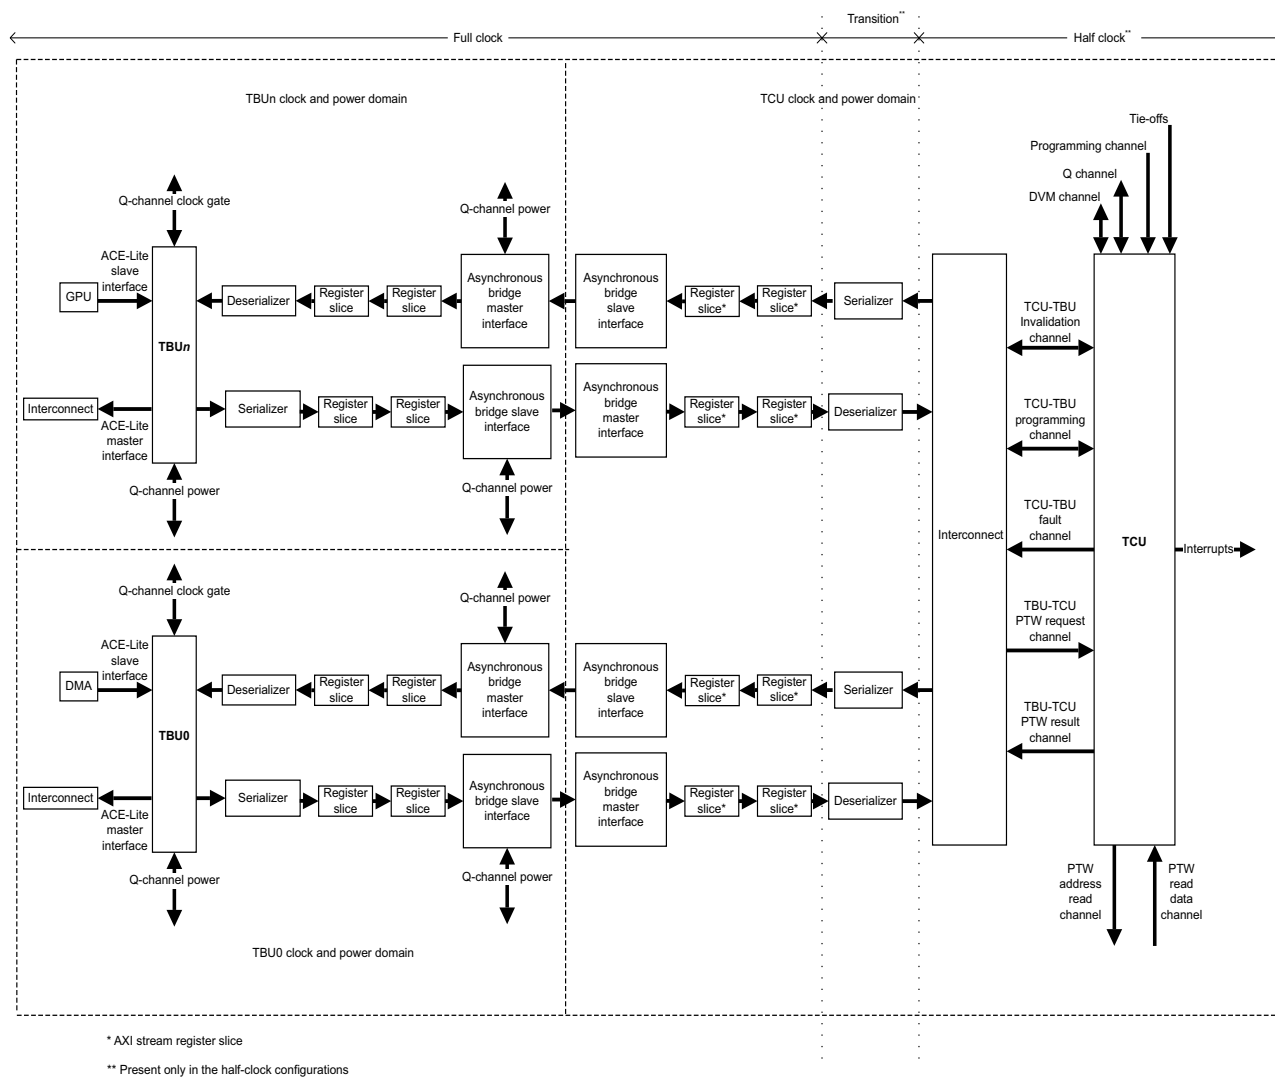 Transition**
Full clock
Half clock**
TBUn clock and power domain
TCU clock and power domain
Tie-offs
Programming channel
Q channel
DVM channel
Q-channel clock gate
Q-channel power
ACE-Lite
slave
interface
GPU
TBUn
Deserializer
Register
slice
Register
slice
Asynchronous
bridge
master
interface
Asynchronous
bridge
slave
interface
Register
slice*
Register
slice*
Serializer
TCU-TBU
Invalidation
channel
Interconnect
ACE-Lite
master
interface
Serializer
Register
slice
Register
slice
Asynchronous
bridge slave
interface
Asynchronous
bridge
master
interface
Register
slice*
Register
slice*
Deserializer
TCU-TBU
programming
channel
Q-channel power
Q-channel power
TCU-TBU
fault
channel
Interconnect
TCU
Interrupts
Q-channel clock gate
Q-channel power
TBU-TCU
PTW request
channel
ACE-Lite
slave
interface
DMA
TBU0
Deserializer
Register
slice
Register
slice
Asynchronous
bridge
master
interface
Asynchronous
bridge
slave
interface
Register
slice*
Register
slice*
Serializer
TBU-TCU
PTW result
channel
Interconnect
ACE-Lite
master
interface
Serializer
Register
slice
Register
slice
Asynchronous
bridge slave
interface
Asynchronous
bridge
master
interface
Register
slice*
Register
slice*
Deserializer
Q-channel power
Q-channel power
PTW
address
read
channel
PTW
read
data
channel
TBU0 clock and power domain
* AXI stream register slice
** Present only in the half-clock configurations